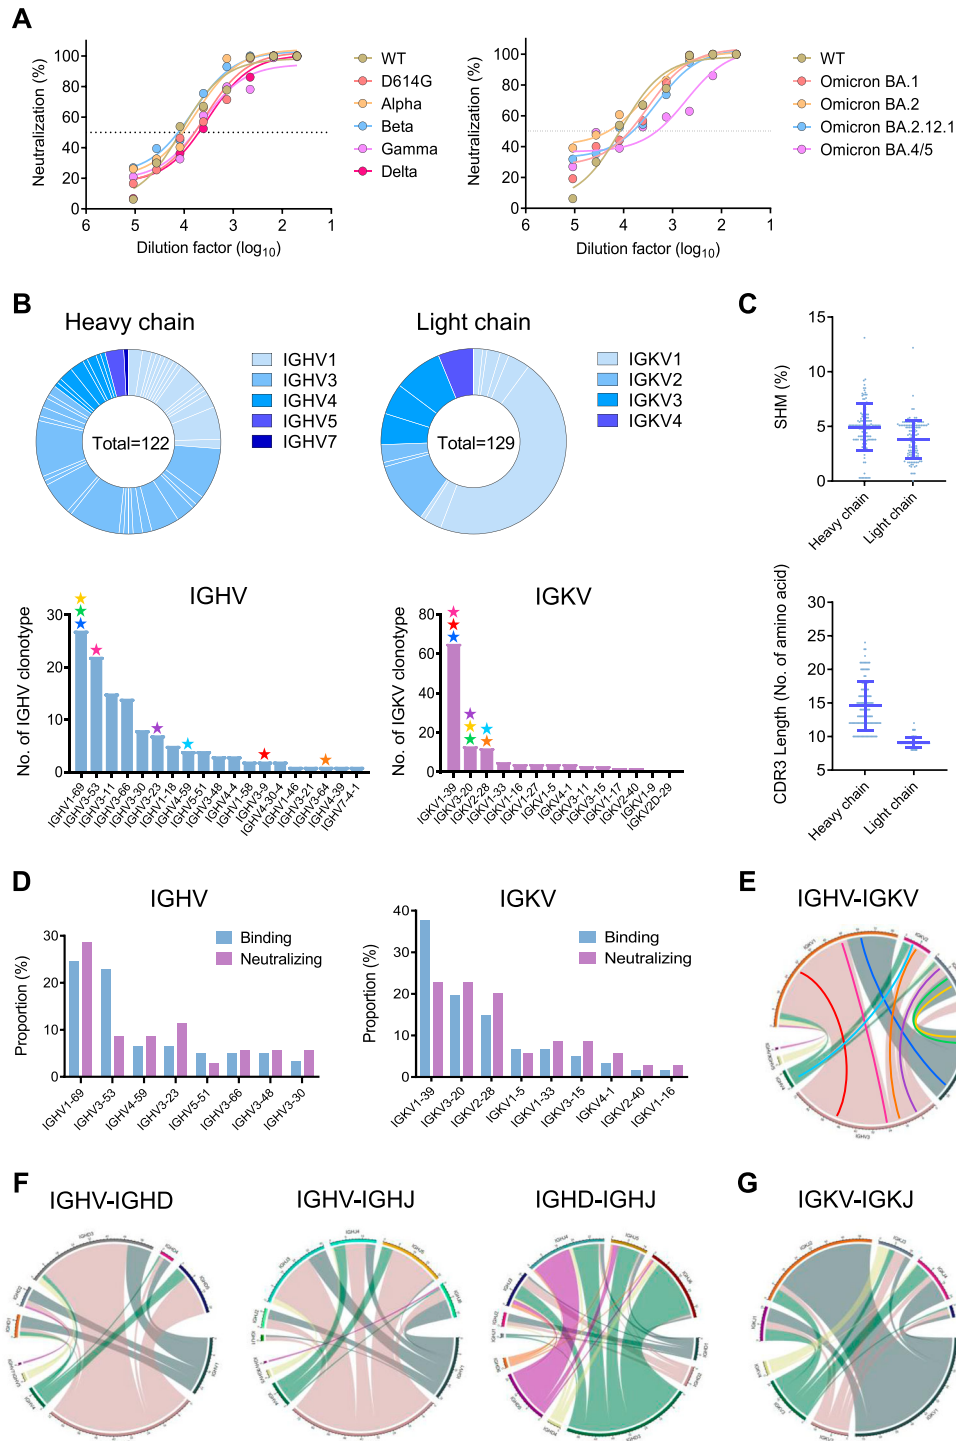 A
Neutralization (%)
100
80
60
40
20
0
6
5
4
3
2
1
Dilution factor (log10)
WT
D614G
Alpha
Beta
Gamma
Delta
Neutralization (%)
100
80
60
40
20
0
6
5
4
3
2
1
Dilution factor (log10)
WT
Omicron BA.1
Omicron BA.2
Omicron BA.2.12.1
Omicron BA.4/5
B
Heavy chain
Total=122
IGHV1
IGHV3
IGHV4
IGHV5
IGHV7
Light chain
Total=129
IGKV1
IGKV2
IGKV3
IGKV4
IGHV
No. of IGHV clonotype
30
20
10
0
IGHV1-69
IGHV3-53
IGHV3-11
IGHV3-66
IGHV3-30
IGHV3-23
IGHV1-18
IGHV4-59
IGHV5-51
IGHV3-48
IGHV4-4
IGHV1-58
IGHV3-9
IGHV4-30-4
IGHV1-46
IGHV3-21
IGHV3-64
IGHV4-39
IGHV7-4-1
IGKV
No. of IGKV clonotype
80
60
40
20
0
IGKV1-39
IGKV3-20
IGKV2-28
IGKV1-33
IGKV1-16
IGKV1-27
IGKV1-5
IGKV4-1
IGKV3-11
IGKV3-15
IGKV1-17
IGKV2-40
IGKV1-9
IGKV2D-29
C
SHM (%)
15
10
5
0
Heavy chain
Light chain
CDR3 Length (No. of amino acid)
30
25
20
15
10
5
Heavy chain
Light chain
D
IGHV
Proportion (%)
30
20
10
0
Binding
Neutralizing
IGHV1-69
IGHV3-53
IGHV4-59
IGHV3-23
IGHV5-51
IGHV3-66
IGHV3-48
IGHV3-30
IGKV
Proportion (%)
40
30
20
10
0
Binding
Neutralizing
IGKV1-39
IGKV3-20
IGKV2-28
IGKV1-5
IGKV1-33
IGKV3-15
IGKV4-1
IGKV2-40
IGKV1-16
E
IGHV-IGKV
F
IGHV-IGHD
IGHV-IGHJ
IGHD-IGHJ
G
IGKV-IGKJ